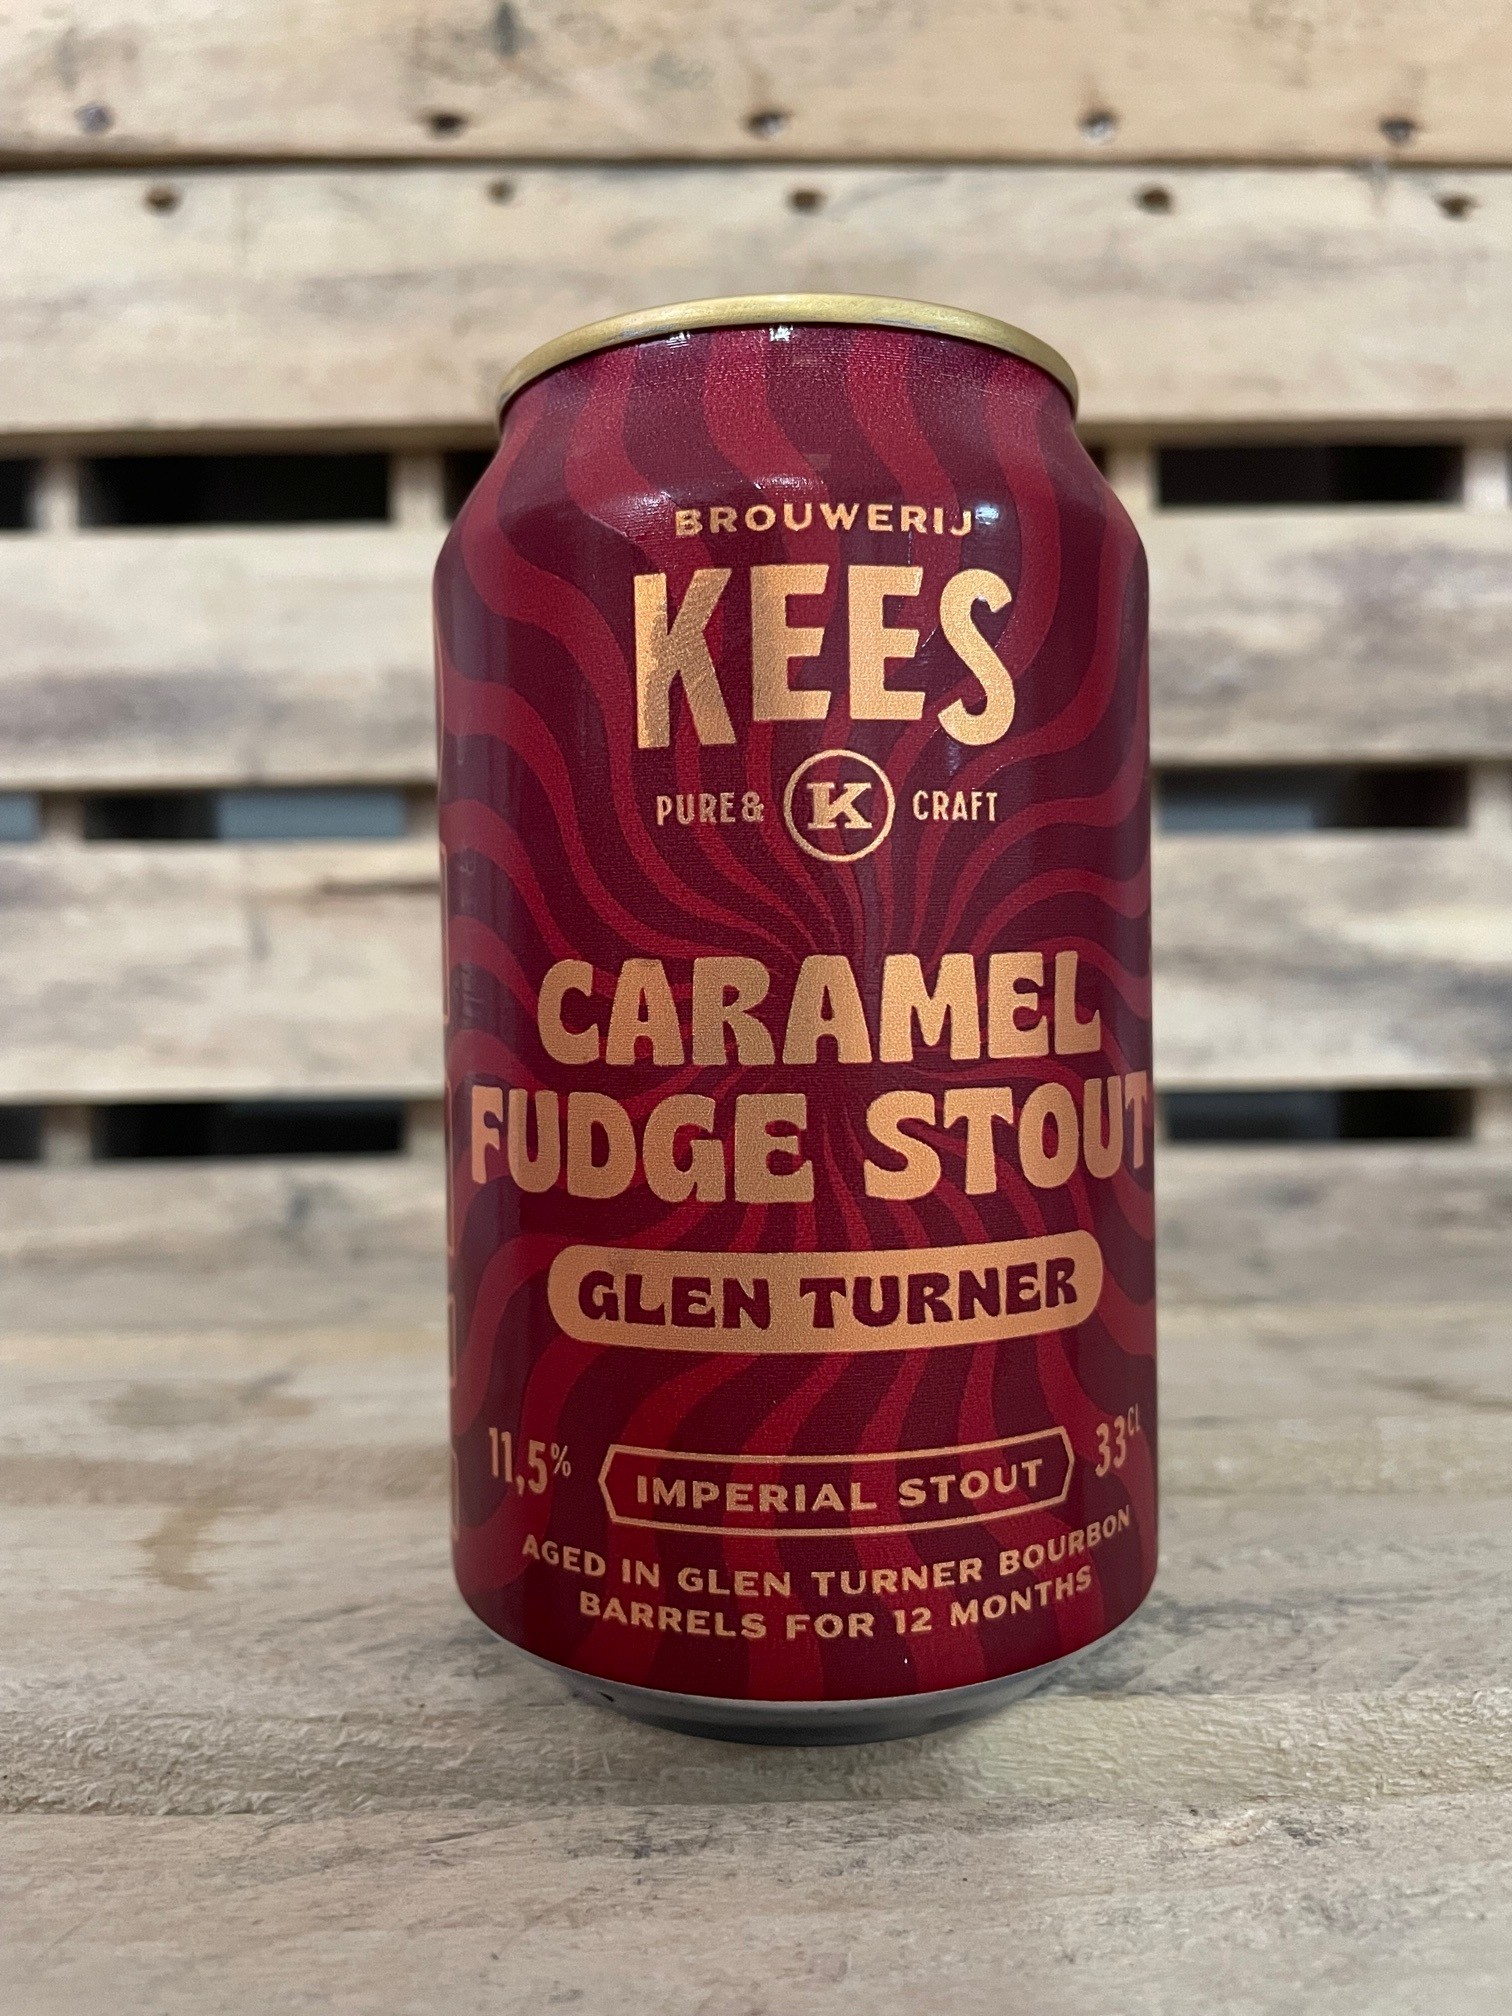 BROUWERIJ
KEES
PURE & K CRAFT
CARAMEL
FUDGE STOUT
GLEN TURNER
11,5% IMPERIAL STOUT 33CL
AGED IN GLEN TURNER BOURBON
BARRELS FOR 12 MONTHS